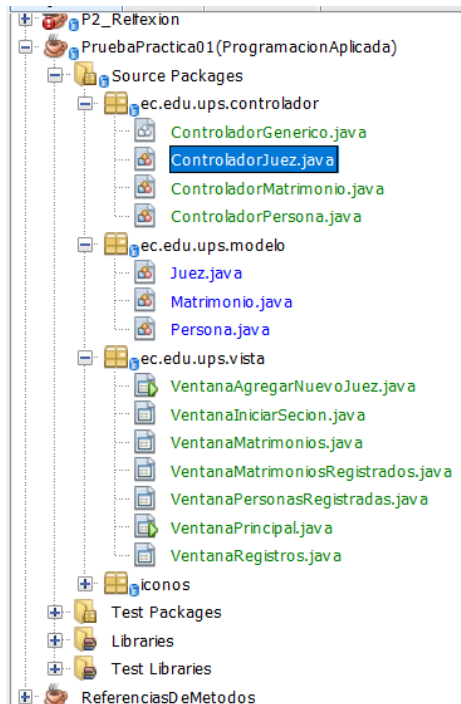 P2_Relfexion
PruebaPractica01(ProgramacionAplicada)
Source Packages
ec.edu.ups.controlador
ControladorGenerico.java
ControladorJuez.java
ControladorMatrimonio.java
ControladorPersona.java
ec.edu.ups.modelo
Juez.java
Matrimonio.java
Persona.java
ec.edu.ups.vista
VentanaAgregarNuevoJuez.java
VentanaIniciarSecion.java
VentanaMatrimonios.java
VentanaMatrimoniosRegistrados.java
VentanaPersonasRegistradas.java
VentanaPrincipal.java
VentanaRegistros.java
iconos
Test Packages
Libraries
Test Libraries
ReferenciasDeMetodos